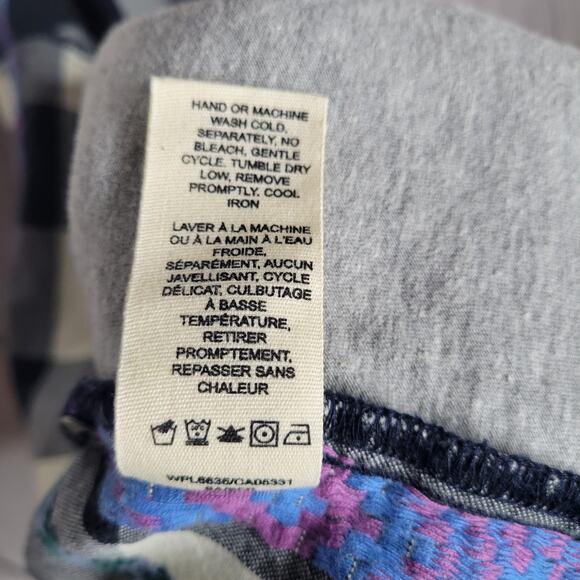 HAND OR MACHINE
WASH COLD,
SEPARATELY, NO
BLEACH, GENTLE
CYCLE. TUMBLE DRY
LOW, REMOVE
PROMPTLY. COOL
IRON
LAVER À LA MACHINE
OU À LA MAIN À L'EAU
FROIDE,
SÉPARÉMENT, AUCUN
JAVELLISANT, CYCLE
DÉLICAT, CULBUTAGE
À BASSE
TEMPÉRATURE,
RETIRER
PROMPTEMENT,
REPASSER SANS
CHALEUR
WPL6636/CA05331